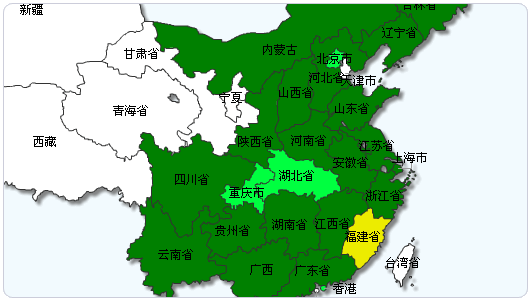 新疆
吉林省
辽宁省
内蒙古
甘肃省
北京市
河北省
天津市
宁夏
山西省
青海省
山东省
西藏
陕西省
河南省
江苏省
安徽省
上海市
四川省
湖北省
重庆市
浙江省
贵州省
湖南省
江西省
福建省
云南省
广西
广东省
台湾省
香港